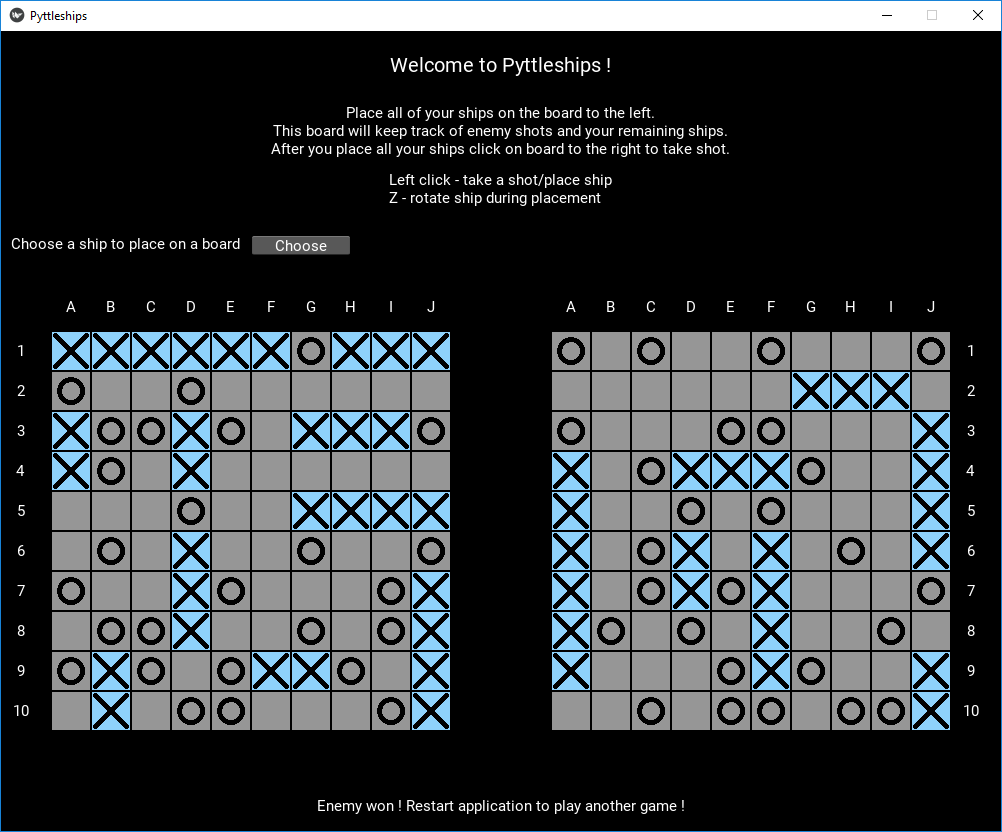 Pyttleships
Welcome to Pyttleships !
Place all of your ships on the board to the left.
This board will keep track of enemy shots and your remaining ships.
After you place all your ships click on board to the right to take shot.
Left click - take a shot/place ship
Z - rotate ship during placement
Choose a ship to place on a board Choose
A B C D E F G H I J A B C D E F G H I J
1 1
2 2
3 3
4 4
5 5
6 6
7 7
8 8
9 9
10 10
Enemy won ! Restart application to play another game !